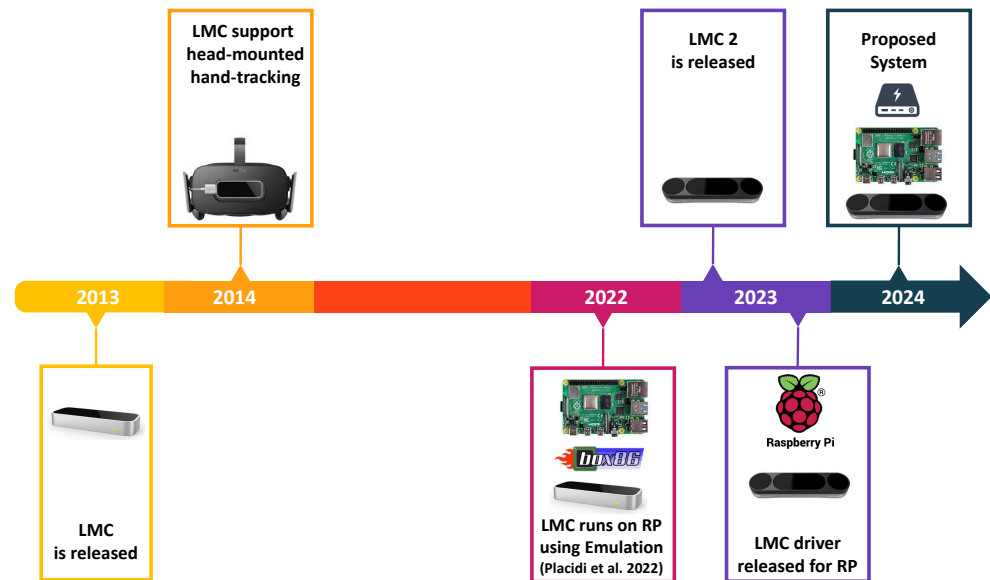 LMC support
head-mounted
hand-tracking
LMC 2
is released
Proposed
System
2013
2014
2022
2023
2024
LMC
is released
box86
LMC runs on RP
using Emulation
(Placidi et al. 2022)
®
Raspberry Pi
LMC driver
released for RP